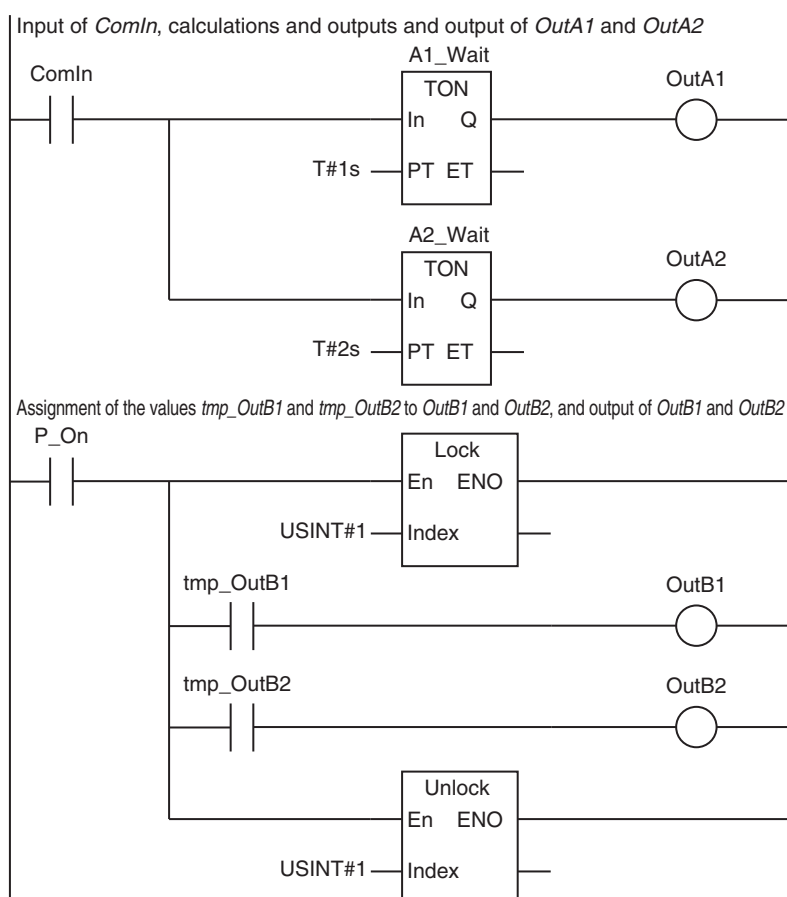 Input of ComIn, calculations and outputs and output of OutA1 and OutA2
A1_Wait
ComIn
TON
OutA1
In Q
T#1s
PT ET
A2_Wait
TON
OutA2
In Q
T#2s
PT ET
Assignment of the values tmp_OutB1 and tmp_OutB2 to OutB1 and OutB2, and output of OutB1 and OutB2
P_On
Lock
En ENO
USINT#1
Index
tmp_OutB1
OutB1
tmp_OutB2
OutB2
Unlock
En ENO
USINT#1
Index